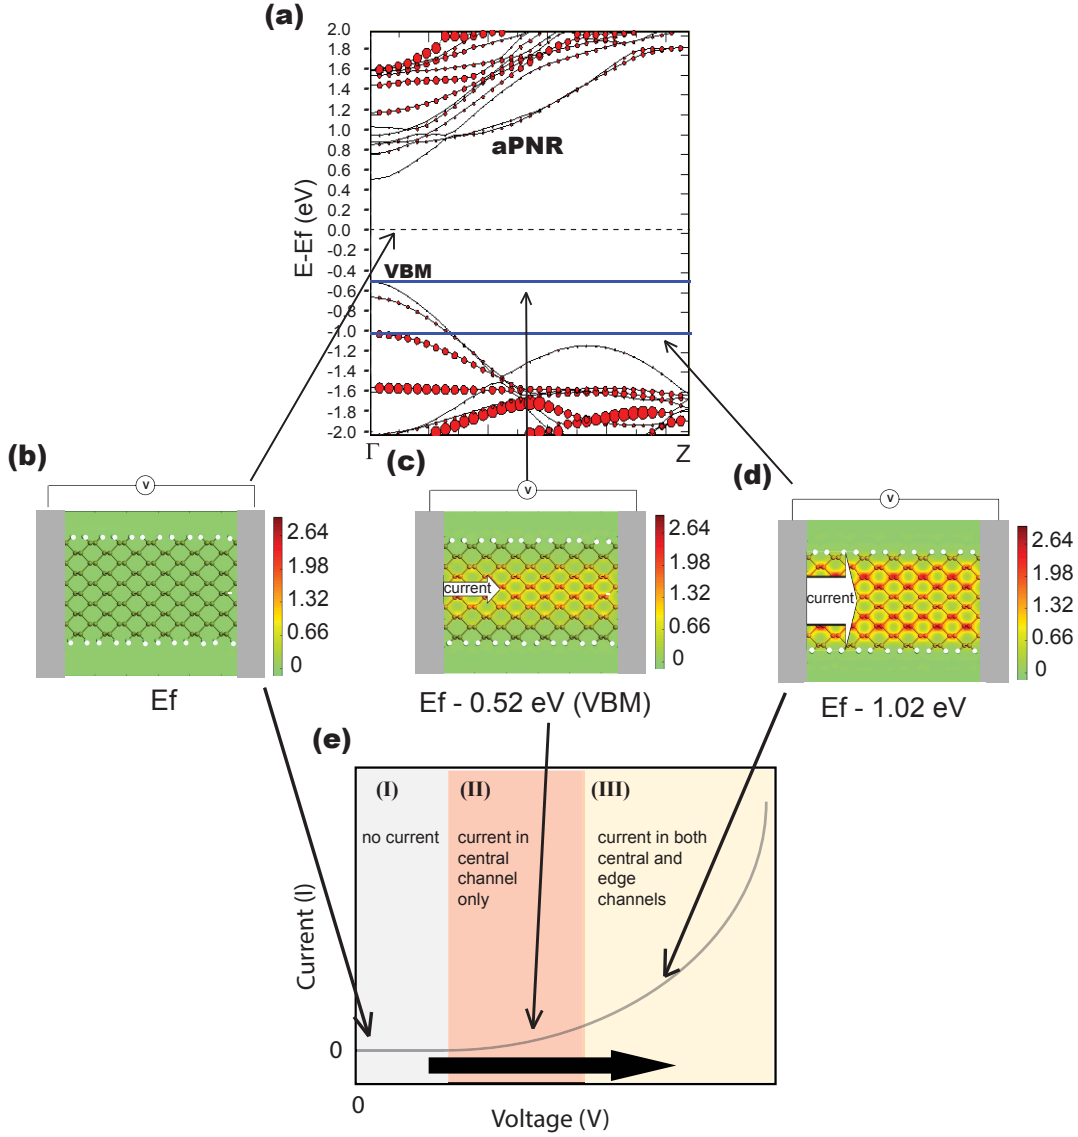 (a)
E-Ef (eV)
2.0
1.6
1.4
1.2
1.0
0.8
0.6
0.4
0.2
0.0
-0.2
-0.4
-0.6
-0.8
-1.0
-1.2
-1.4
-1.6
-1.8
-2.0
aPNR
VBM
Γ
Z
(b)
V
2.64
1.98
1.32
0.66
0
Ef
(c)
V
current
2.64
1.98
1.32
0.66
0
Ef - 0.52 eV (VBM)
(d)
V
current
2.64
1.98
1.32
0.66
0
Ef - 1.02 eV
(e)
(I)
no current
(II)
current in
central
channel
only
(III)
current in both
central and
edge
channels
Current (I)
0
0
Voltage (V)